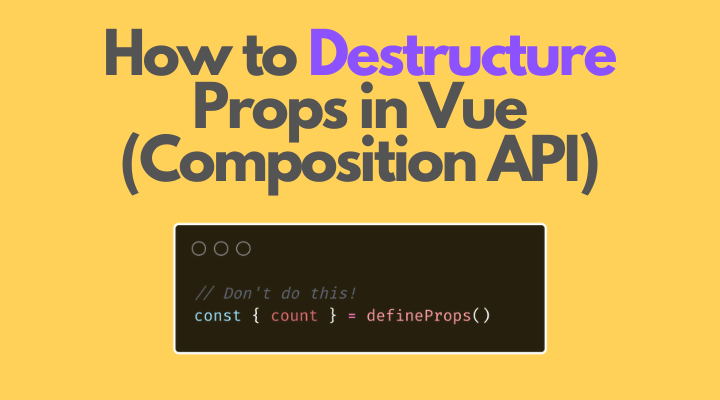 How to Destructure
Props in Vue
(Composition API)
// Don't do this!
const { count } = defineProps()